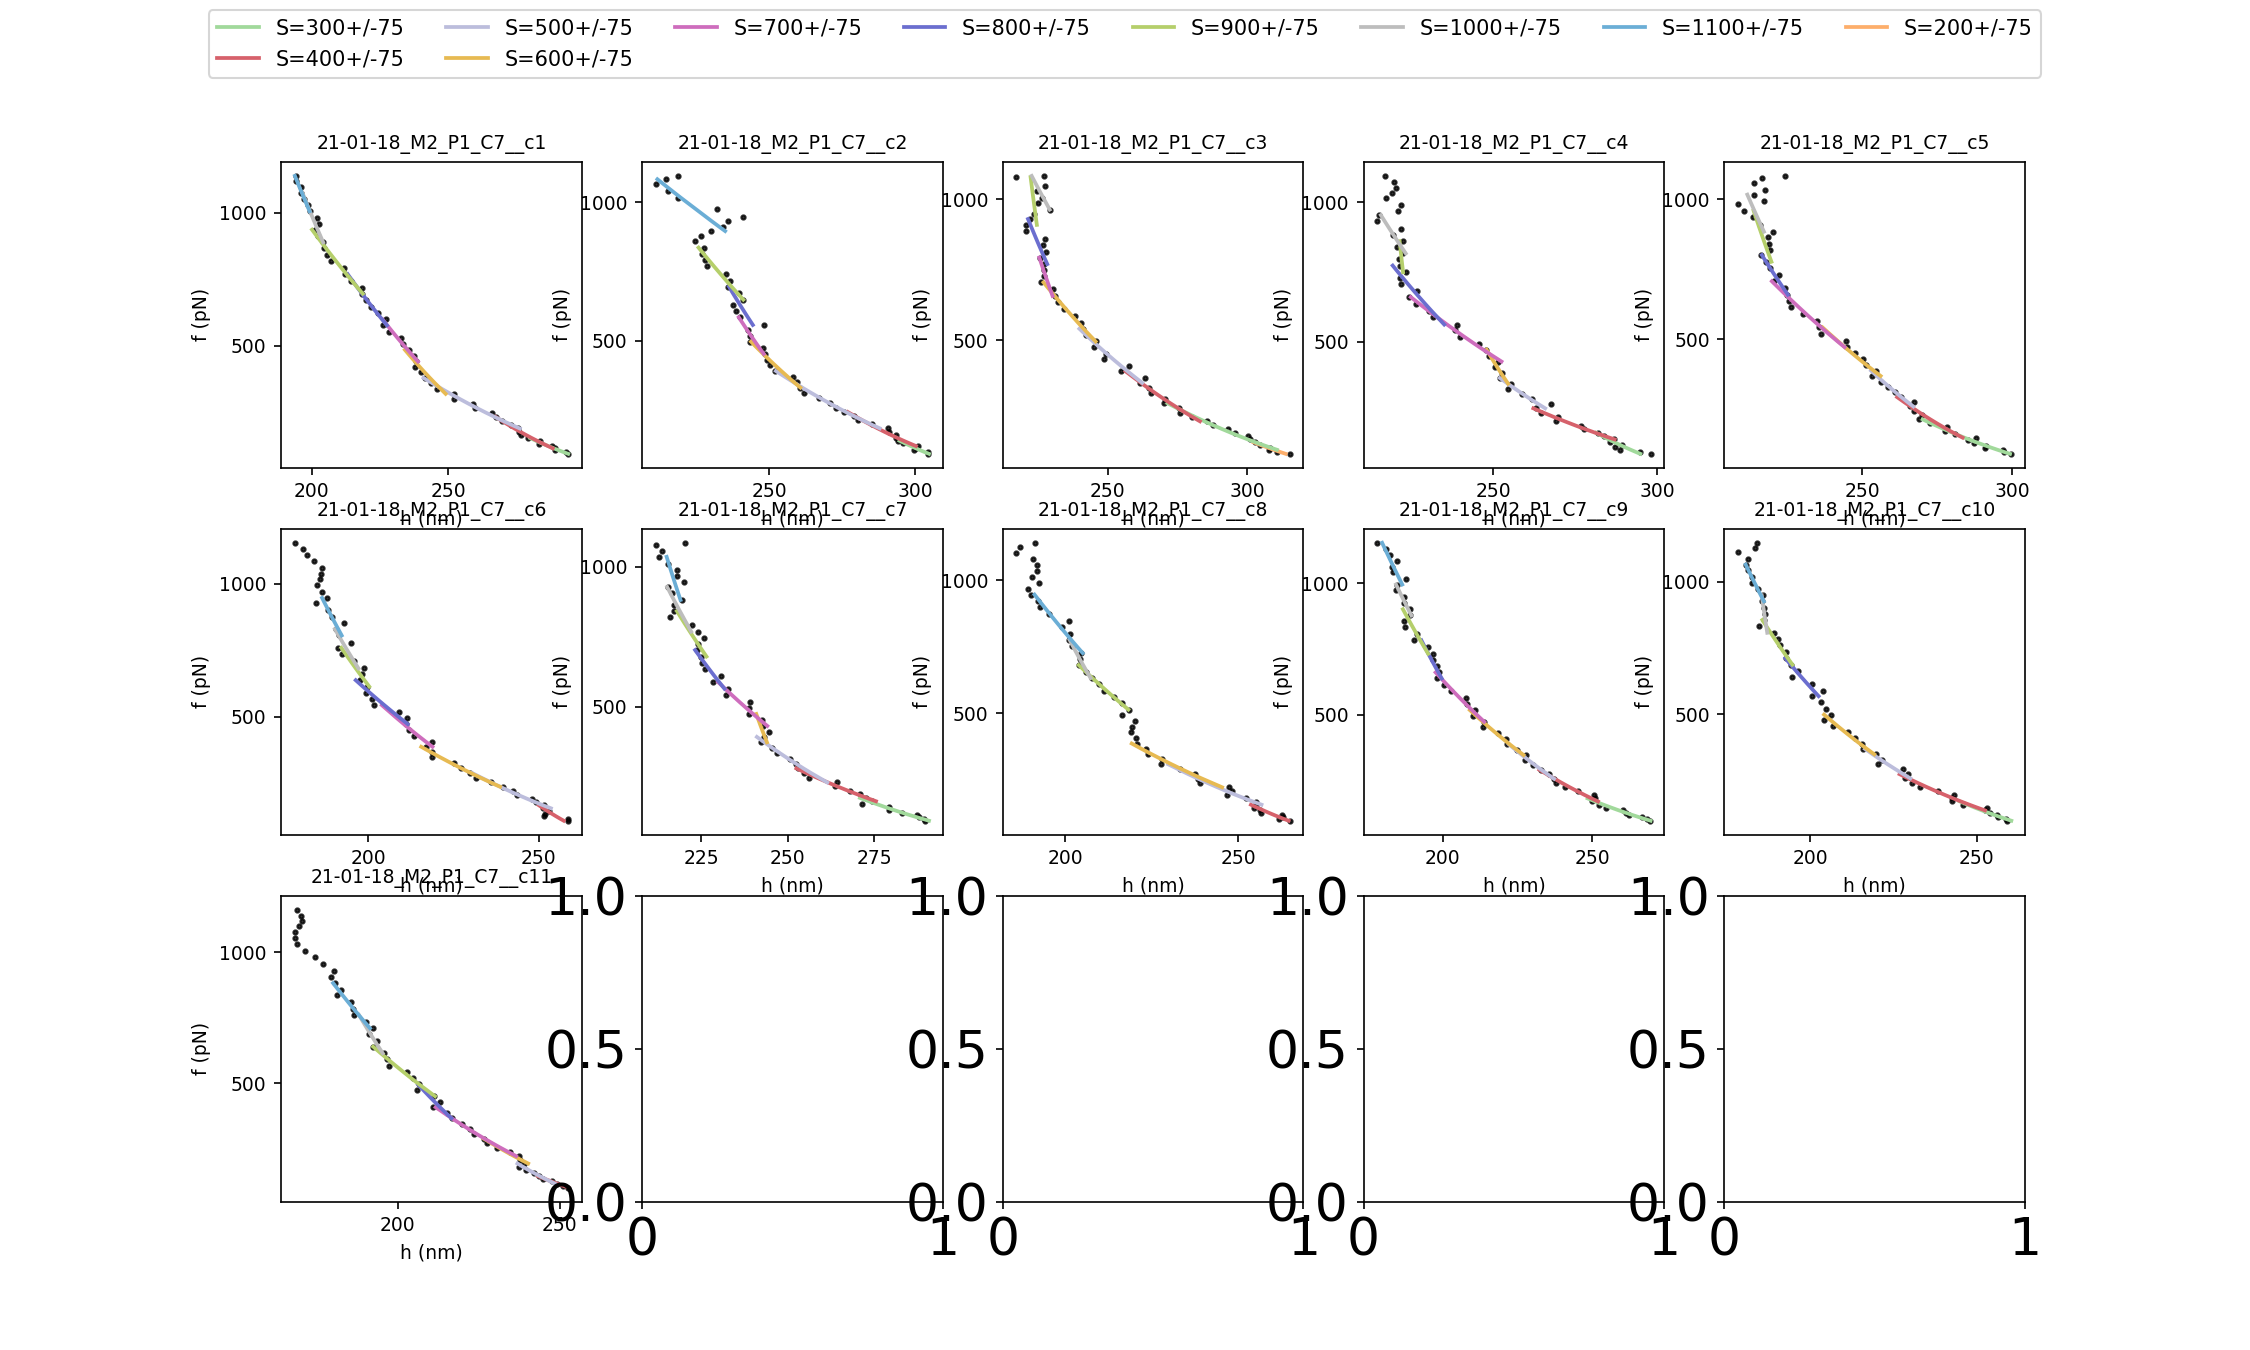 S=300+/-75 S=500+/-75 S=700+/-75 S=800+/-75 S=900+/-75 S=1000+/-75 S=1100+/-75 S=200+/-75
S=400+/-75 S=600+/-75
21-01-18_M2_P1_C7__c1
1000
500
f (pN)
200 250
h (nm)
21-01-18_M2_P1_C7__c2
1000
500
f (pN)
250 300
h (nm)
21-01-18_M2_P1_C7__c3
1000
500
f (pN)
250 300
h (nm)
21-01-18_M2_P1_C7__c4
1000
500
f (pN)
250 300
h (nm)
21-01-18_M2_P1_C7__c5
1000
500
f (pN)
250 300
h (nm)
21-01-18_M2_P1_C7__c6
1000
500
f (pN)
200 250
h (nm)
21-01-18_M2_P1_C7__c7
1000
500
f (pN)
225 250 275
h (nm)
21-01-18_M2_P1_C7__c8
1000
500
f (pN)
200 250
h (nm)
21-01-18_M2_P1_C7__c9
1000
500
f (pN)
200 250
h (nm)
21-01-18_M2_P1_C7__c10
1000
500
f (pN)
200 250
h (nm)
21-01-18_M2_P1_C7__c11
1000
500
f (pN)
200 250
h (nm)
1.0
0.5
0.0
0 1
1.0
0.5
0.0
0 1
1.0
0.5
0.0
0 1
1.0
0.5
0.0
0 1